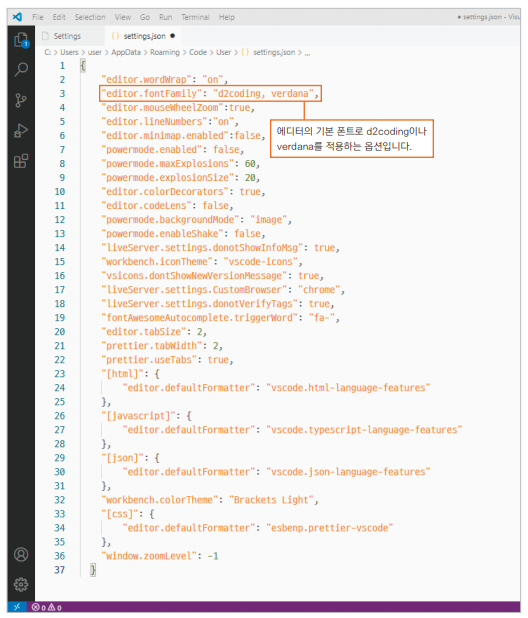 File Edit Selection View Go Run Terminal Help ● settings.json - Visu
Settings {} settings.json ●
C: > Users > user > AppData > Roaming > Code > User > {} settings.json > ...
1 {
2 "editor.wordWrap": "on",
3 "editor.fontFamily": "d2coding, verdana",
4 "editor.mouseWheelZoom":true,
5 "editor.lineNumbers":"on",
6 "editor.minimap.enabled":false,
에디터의 기본 폰트로 d2coding이나
verdana를 적용하는 옵션입니다.
7 "powermode.enabled": false,
8 "powermode.maxExplosions": 60,
9 "powermode.explosionSize": 20,
10 "editor.colorDecorators": true,
11 "editor.codeLens": false,
12 "powermode.backgroundMode": "image",
13 "powermode.enableShake": false,
14 "liveServer.settings.donotShowInfoMsg": true,
15 "workbench.iconTheme": "vscode-icons",
16 "vsicons.dontShowNewVersionMessage": true,
17 "liveServer.settings.CustomBrowser": "chrome",
18 "liveServer.settings.donotVerifyTags": true,
19 "fontAwesomeAutocomplete.triggerWord": "fa-",
20 "editor.tabSize": 2,
21 "prettier.tabWidth": 2,
22 "prettier.useTabs": true,
23 "[html]": {
24 "editor.defaultFormatter": "vscode.html-language-features"
25 },
26 "[javascript]": {
27 "editor.defaultFormatter": "vscode.typescript-language-features"
28 },
29 "[json]": {
30 "editor.defaultFormatter": "vscode.json-language-features"
31 },
32 "workbench.colorTheme": "Brackets Light",
33 "[css]": {
34 "editor.defaultFormatter": "esbenp.prettier-vscode"
35 },
36 "window.zoomLevel": -1
37 }
0 0